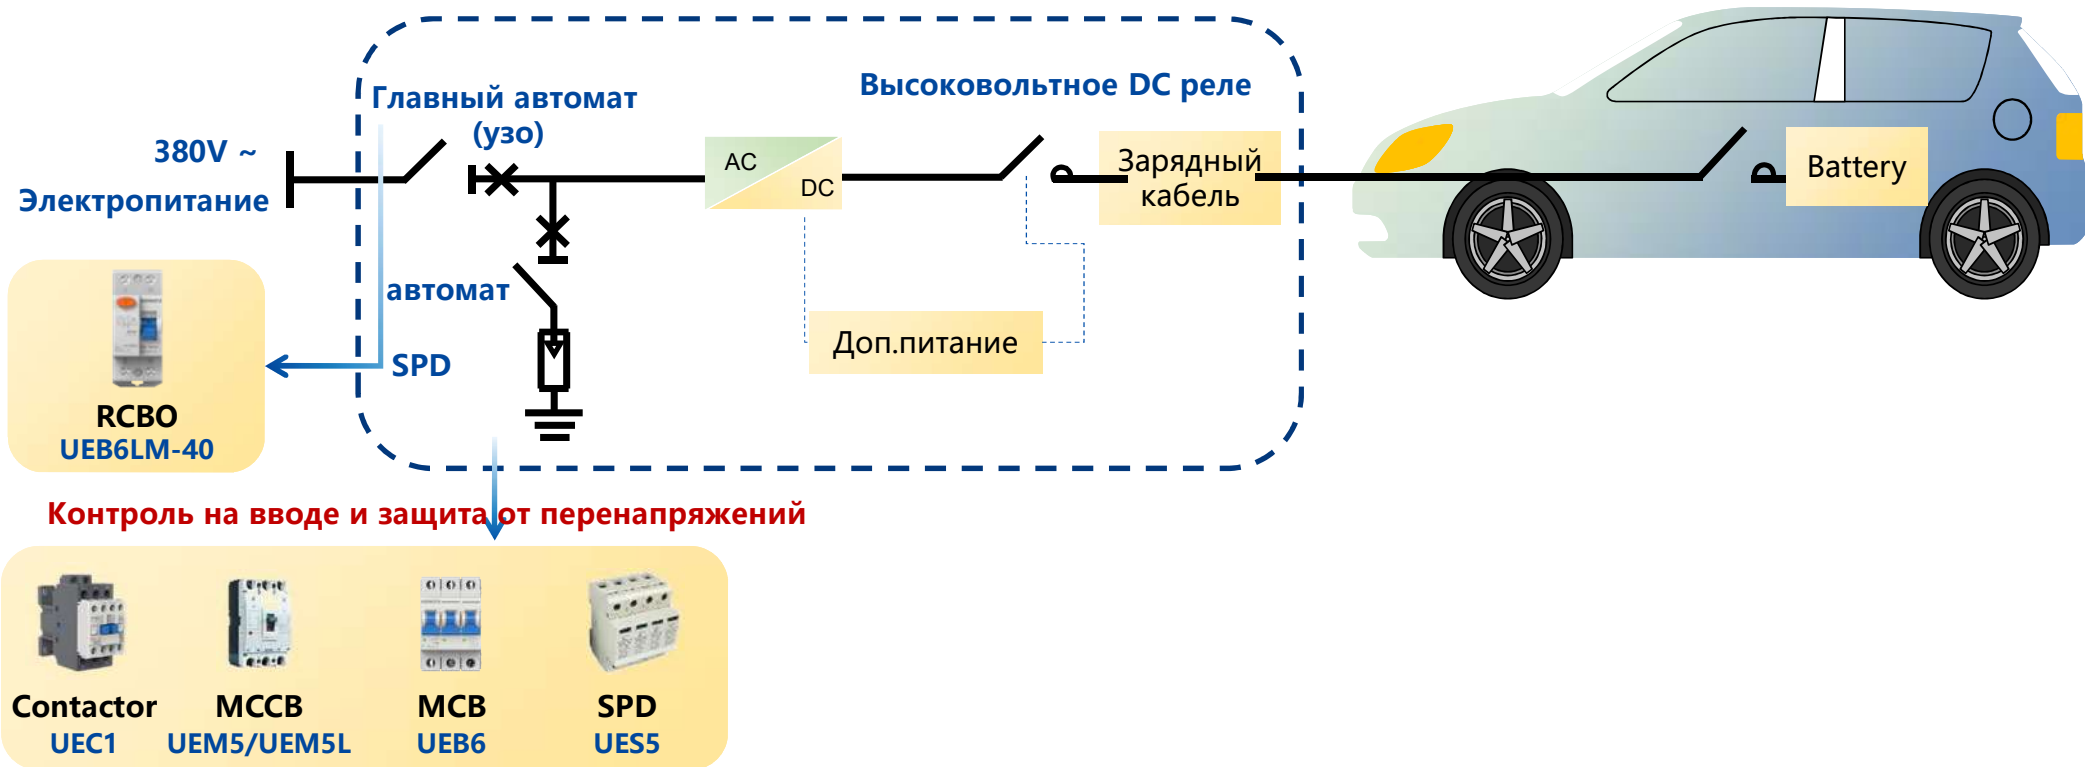 Главный автомат
(узо)
Высоковольтное DC реле
380V ~
Электропитание
AC
DC
Зарядный
кабель
Battery
автомат
SPD
Доп.питание
RCBO
UEB6LM-40
Контроль на вводе и защита от перенапряжений
Contactor
UEC1
MCCB
UEM5/UEM5L
MCB
UEB6
SPD
UES5